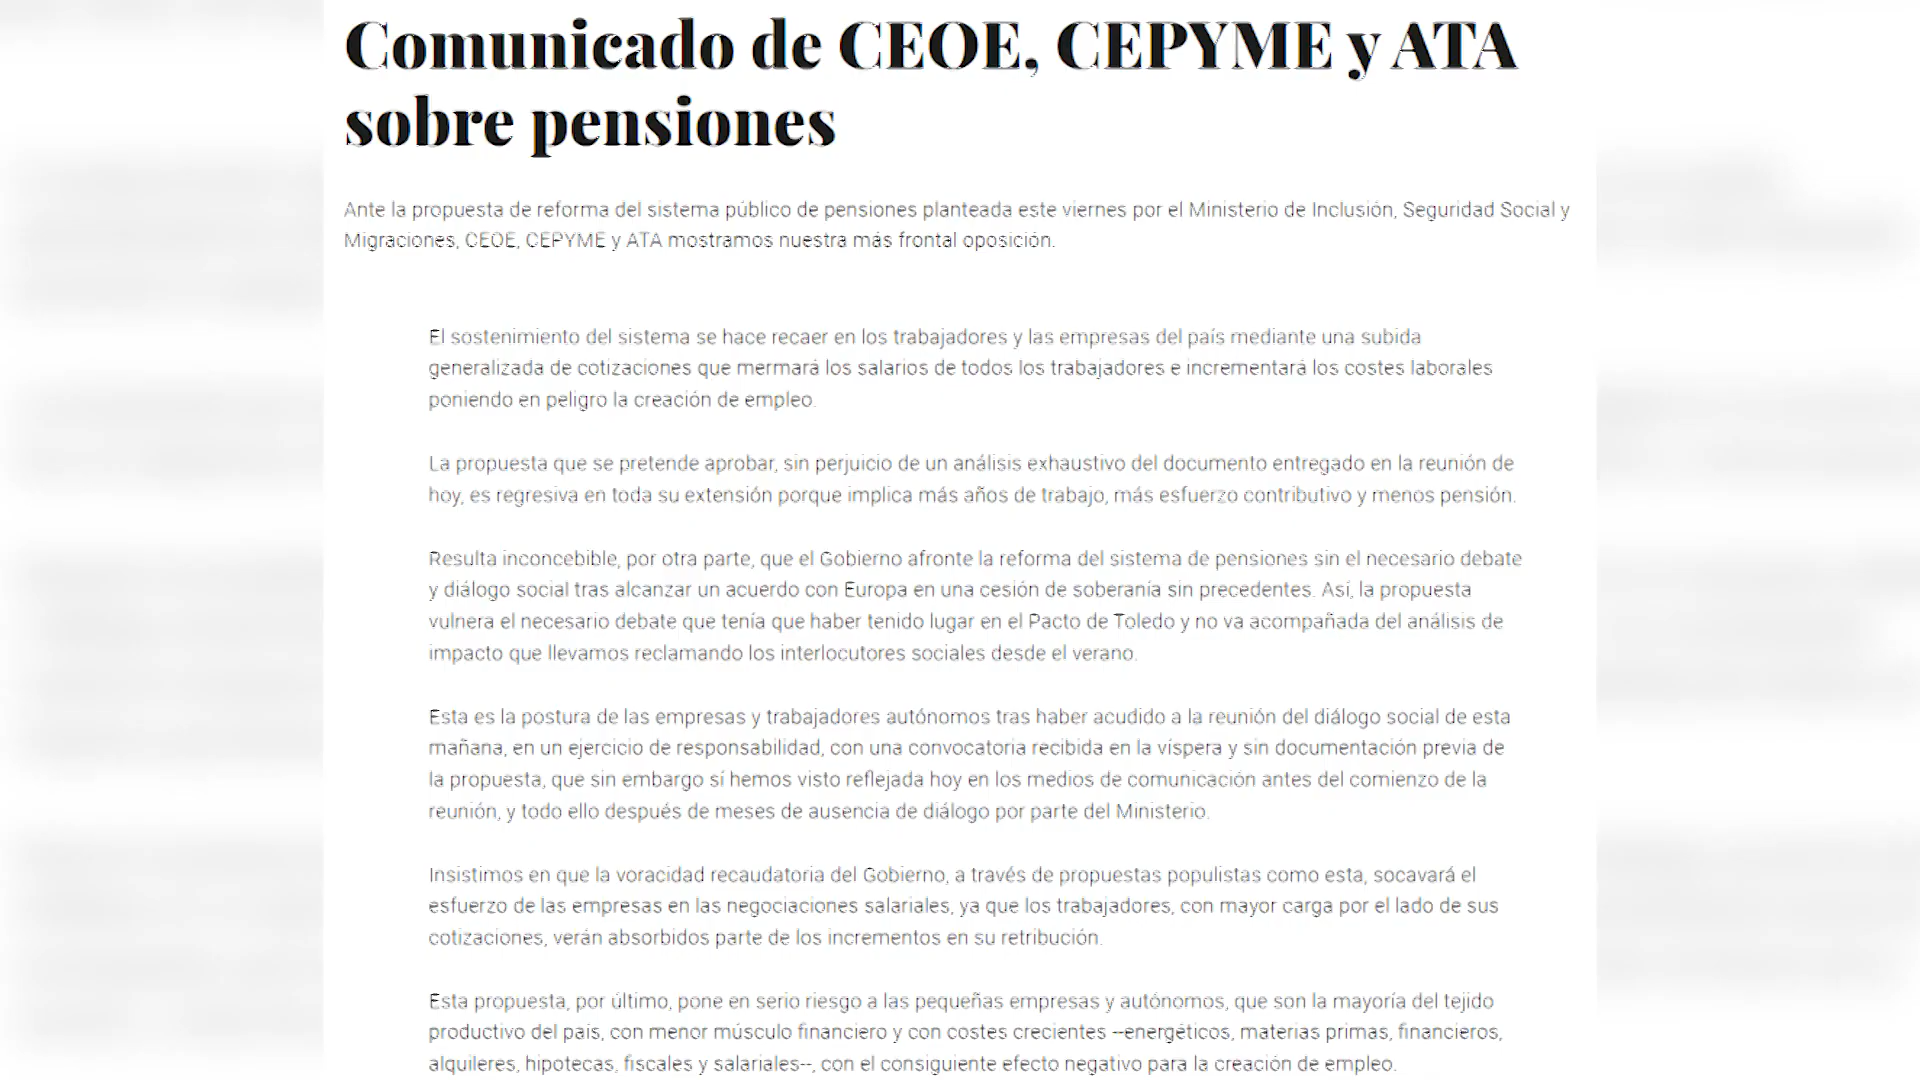 Comunicado de CEOE, CEPYME y ATA
sobre pensiones
Ante la propuesta de reforma del sistema público de pensiones planteada este viernes por el Ministerio de Inclusión, Seguridad Social y
Migraciones, CEOE, CEPYME y ATA mostramos nuestra más frontal oposición.
El sostenimiento del sistema se hace recaer en los trabajadores y las empresas del país mediante una subida
generalizada de cotizaciones que mermará los salarios de todos los trabajadores e incrementará los costes laborales
poniendo en peligro la creación de empleo.
La propuesta que se pretende aprobar, sin perjuicio de un análisis exhaustivo del documento entregado en la reunión de
hoy, es regresiva en toda su extensión porque implica más años de trabajo, más esfuerzo contributivo y menos pensión.
Resulta inconcebible, por otra parte, que el Gobierno afronte la reforma del sistema de pensiones sin el necesario debate
y diálogo social tras alcanzar un acuerdo con Europa en una cesión de soberanía sin precedentes. Así, la propuesta
vulnera el necesario debate que tenía que haber tenido lugar en el Pacto de Toledo y no va acompañada del análisis de
impacto que llevamos reclamando los interlocutores sociales desde el verano.
Esta es la postura de las empresas y trabajadores autónomos tras haber acudido a la reunión del diálogo social de esta
mañana, en un ejercicio de responsabilidad, con una convocatoria recibida en la víspera y sin documentación previa de
la propuesta, que sin embargo sí hemos visto reflejada hoy en los medios de comunicación antes del comienzo de la
reunión, y todo ello después de meses de ausencia de diálogo por parte del Ministerio.
Insistimos en que la voracidad recaudatoria del Gobierno, a través de propuestas populistas como esta, socavará el
esfuerzo de las empresas en las negociaciones salariales, ya que los trabajadores, con mayor carga por el lado de sus
cotizaciones, verán absorbidos parte de los incrementos en su retribución.
Esta propuesta, por último, pone en serio riesgo a las pequeñas empresas y autónomos, que son la mayoría del tejido
productivo del país, con menor músculo financiero y con costes crecientes --energéticos, materias primas, financieros,
alquileres, hipotecas, fiscales y salariales--, con el consiguiente efecto negativo para la creación de empleo.